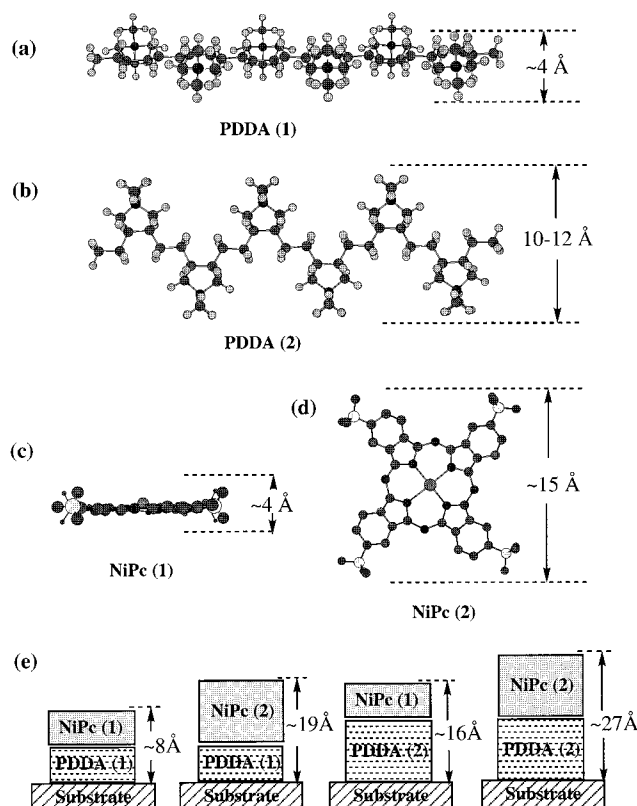 (a)
~4 Å
PDDA (1)
(b)
10-12 Å
PDDA (2)
(c)
~4 Å
NiPc (1)
(d)
~15 Å
NiPc (2)
(e)
NiPc (1)
PDDA (1)
Substrate
~8Å
NiPc (2)
PDDA (1)
Substrate
~19Å
NiPc (1)
PDDA (2)
Substrate
~16Å
NiPc (2)
PDDA (2)
Substrate
~27Å